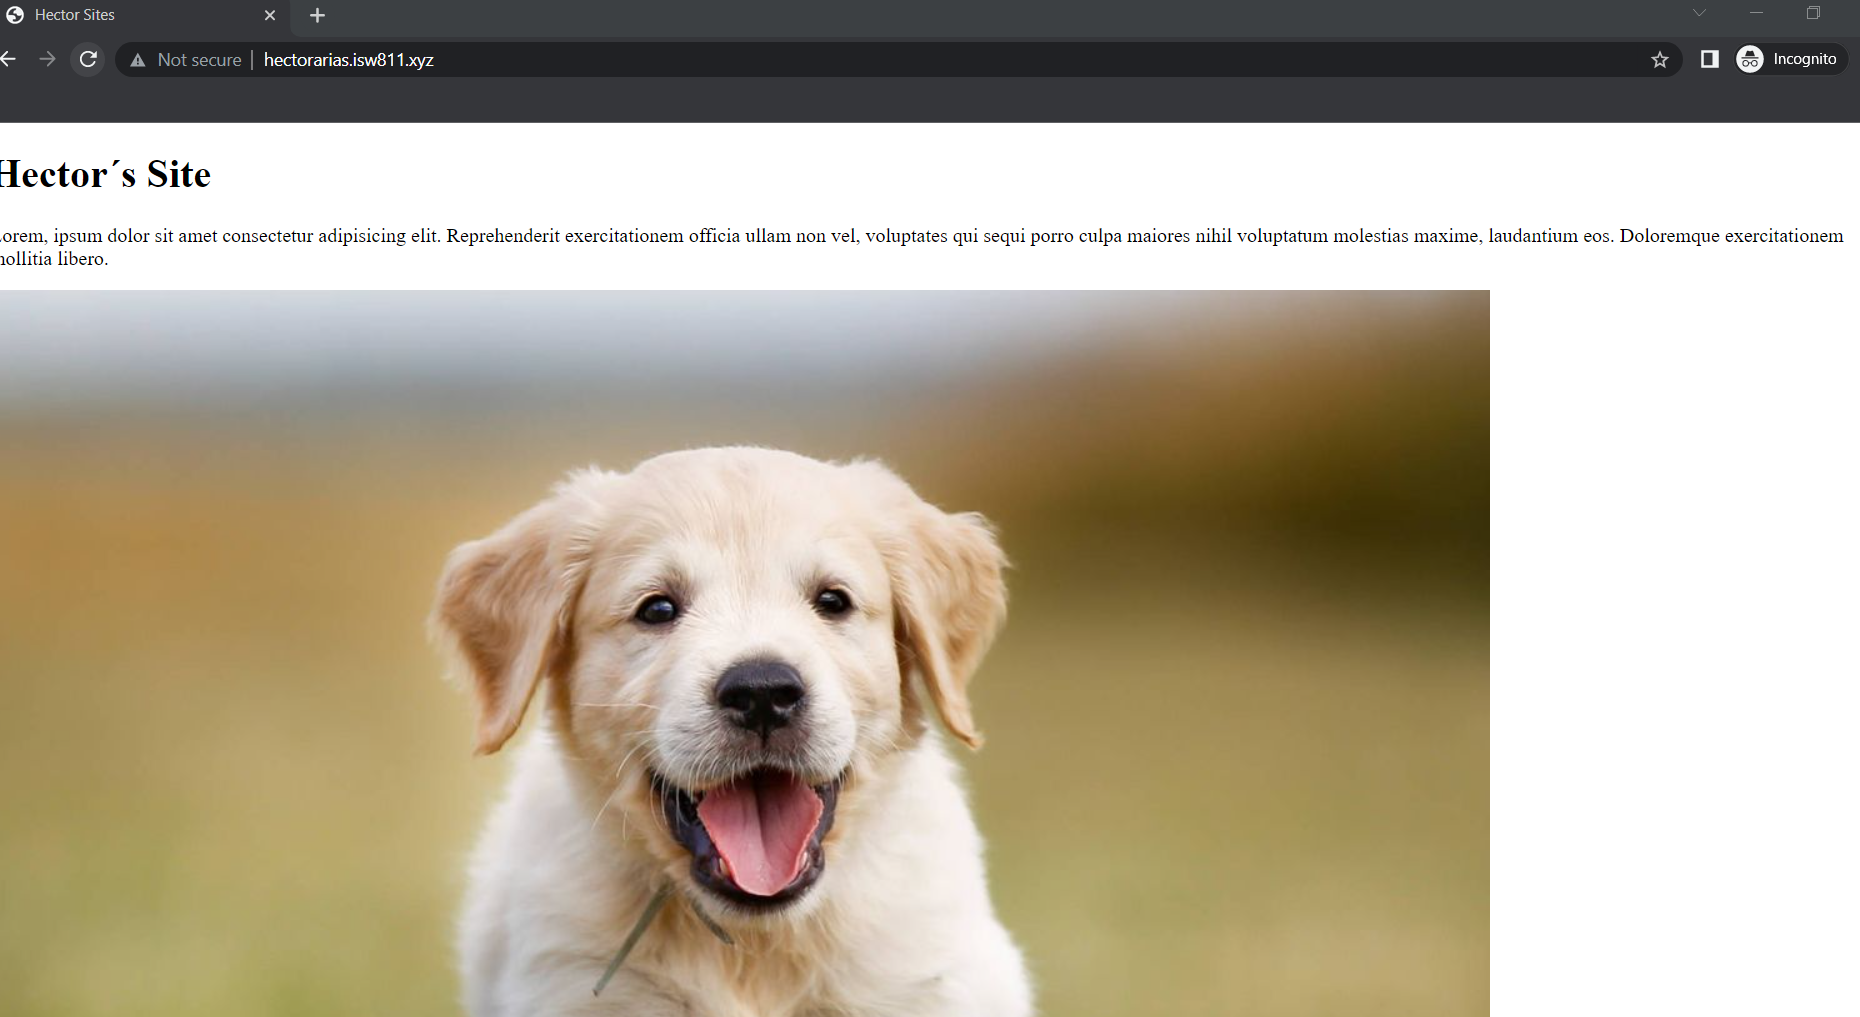 Hector Sites
Not secure
hectorarias.isw811.xyz
Incognito
Hector´s Site
orem, ipsum dolor sit amet consectetur adipisicing elit. Reprehenderit exercitationem officia ullam non vel, voluptates qui sequi porro culpa maiores nihil voluptatum molestias maxime, laudantium eos. Doloremque exercitationem
nollitia libero.